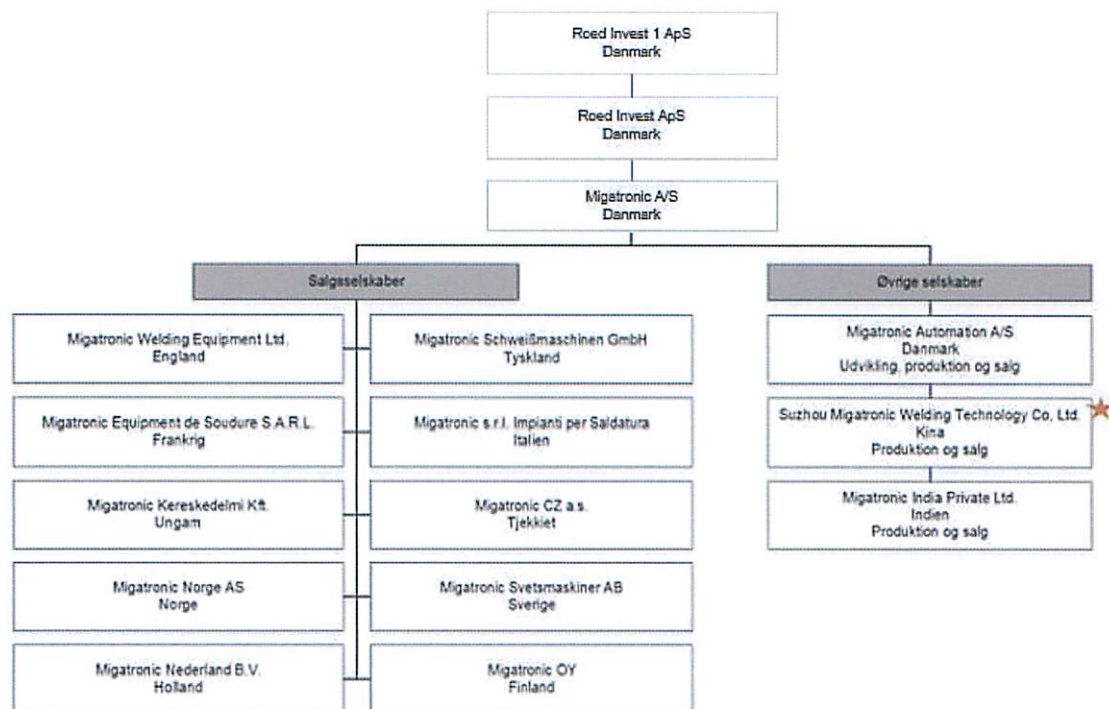 Roed Invest 1 ApS
Danmark
Roed Invest ApS
Danmark
Migatronic A/S
Danmark
Salgsselskaber
Øvrige selskaber
Migatronic Welding Equipment Ltd.
England
Migatronic Schweißmaschinen GmbH
Tyskland
Migatronic Automation A/S
Danmark
Udvikling, produktion og salg
Migatronic Equipment de Soudure S.A.R.L.
Frankrig
Migatronic s.r.l. Impianti per Saldatura
Italien
Suzhou Migatronic Welding Technology Co. Ltd.
Kina
Produktion og salg
Migatronic Kereskedelmi Kft.
Ungarn
Migatronic CZ a.s.
Tjekkiet
Migatronic India Private Ltd.
Indien
Produktion og salg
Migatronic Norge AS
Norge
Migatronic Svetsmaskiner AB
Sverige
Migatronic Nederland B.V.
Holland
Migatronic OY
Finland